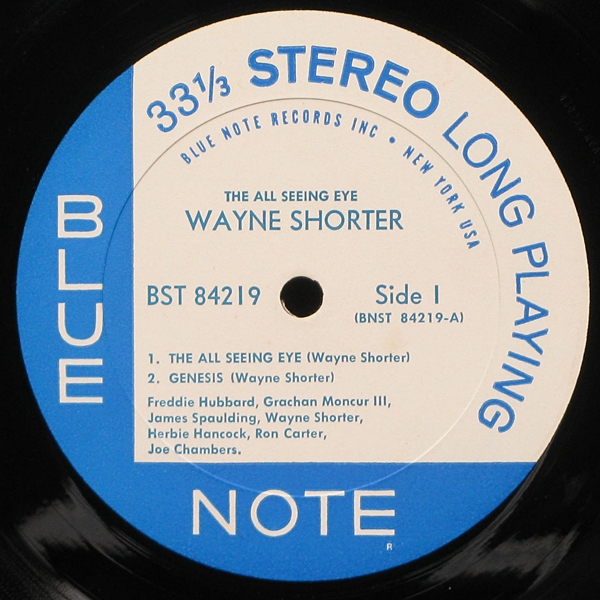 33⅓ STEREO LONG PLAYING
BLUE NOTE RECORDS INC • NEW YORK USA
THE ALL SEEING EYE
WAYNE SHORTER
BST 84219
Side 1
(BNST 84219-A)
1. THE ALL SEEING EYE (Wayne Shorter)
2. GENESIS (Wayne Shorter)
Freddie Hubbard, Grachan Moncur III,
James Spaulding, Wayne Shorter,
Herbie Hancock, Ron Carter,
Joe Chambers.
BLUE
NOTE
R